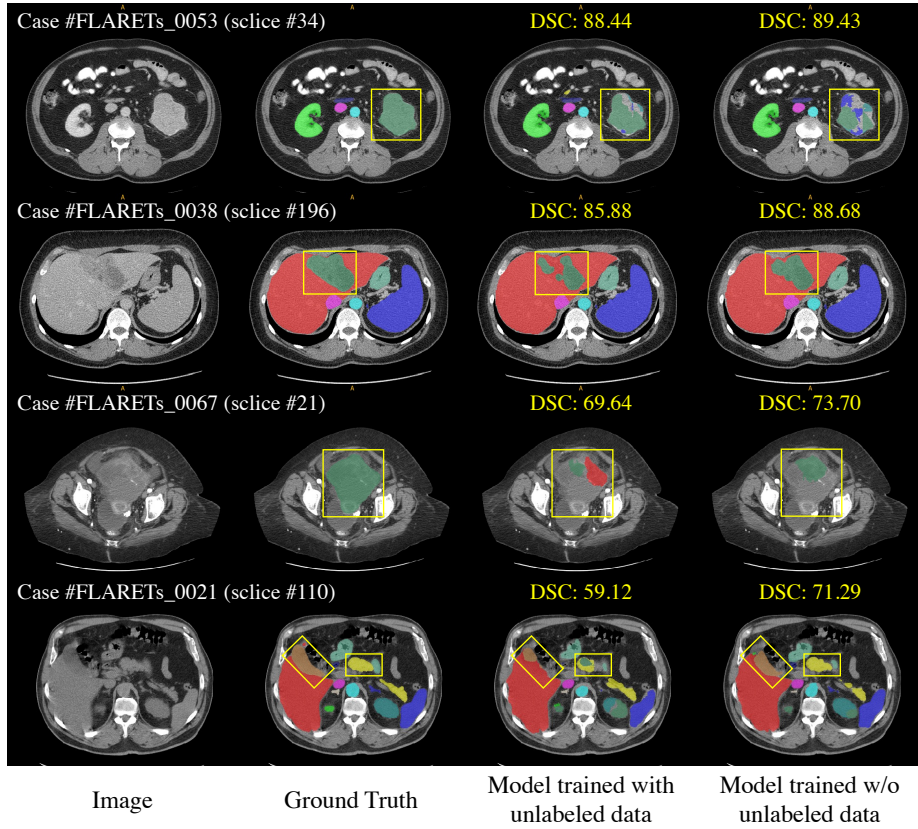 A A A A
Case #FLARETs_0053 (sclice #34) DSC: 88.44 DSC: 89.43
A A A A
Case #FLARETs_0038 (sclice #196) DSC: 85.88 DSC: 88.68
A A A A
Case #FLARETs_0067 (sclice #21) DSC: 69.64 DSC: 73.70
A A A A
Case #FLARETs_0021 (sclice #110) DSC: 59.12 DSC: 71.29
Image Ground Truth Model trained with unlabeled data Model trained w/o unlabeled data